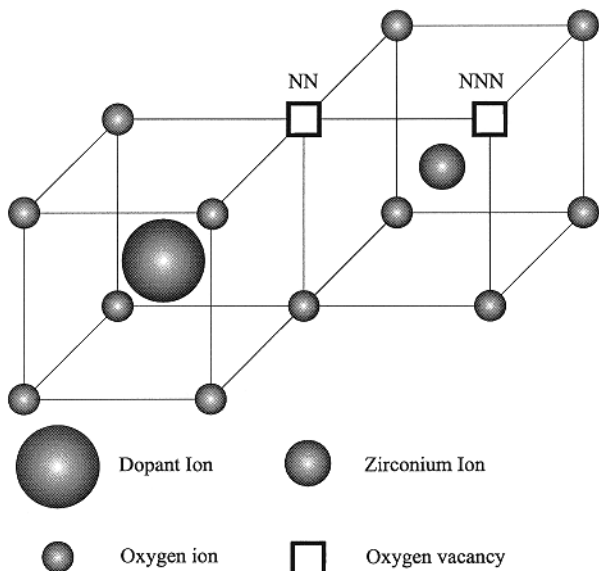 NN
NNN
Dopant Ion
Zirconium Ion
Oxygen ion
Oxygen vacancy